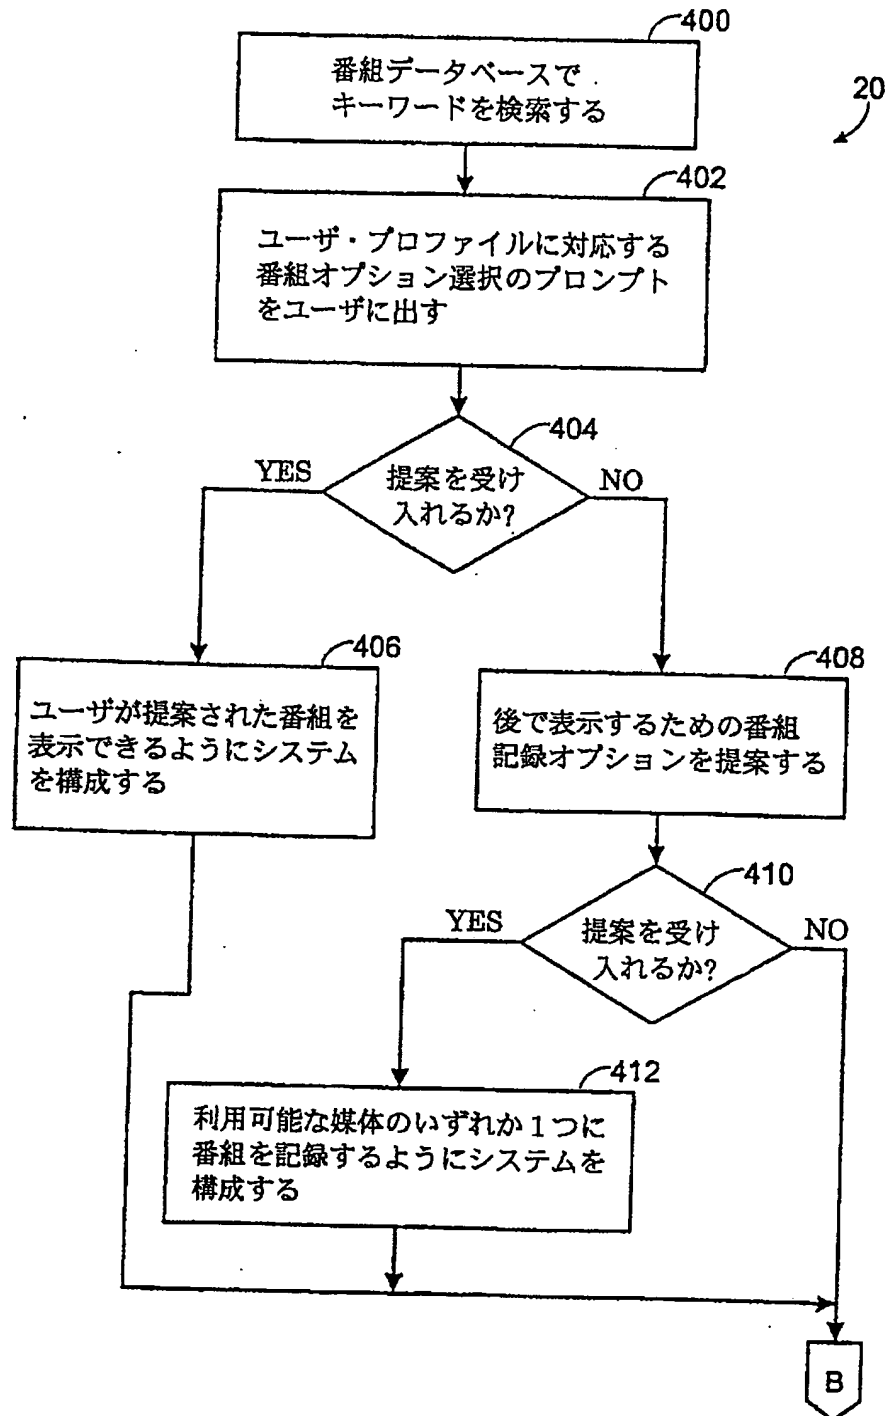 400
番組データベースで
キーワードを検索する
20
402
ユーザ・プロファイルに対応する
番組オプション選択のプロンプト
をユーザに出す
404
YES
提案を受け
入れるか?
NO
406
ユーザが提案された番組を
表示できるようにシステム
を構成する
408
後で表示するための番組
記録オプションを提案する
410
YES
提案を受け
入れるか?
NO
412
利用可能な媒体のいずれか1つに
番組を記録するようにシステムを
構成する
B